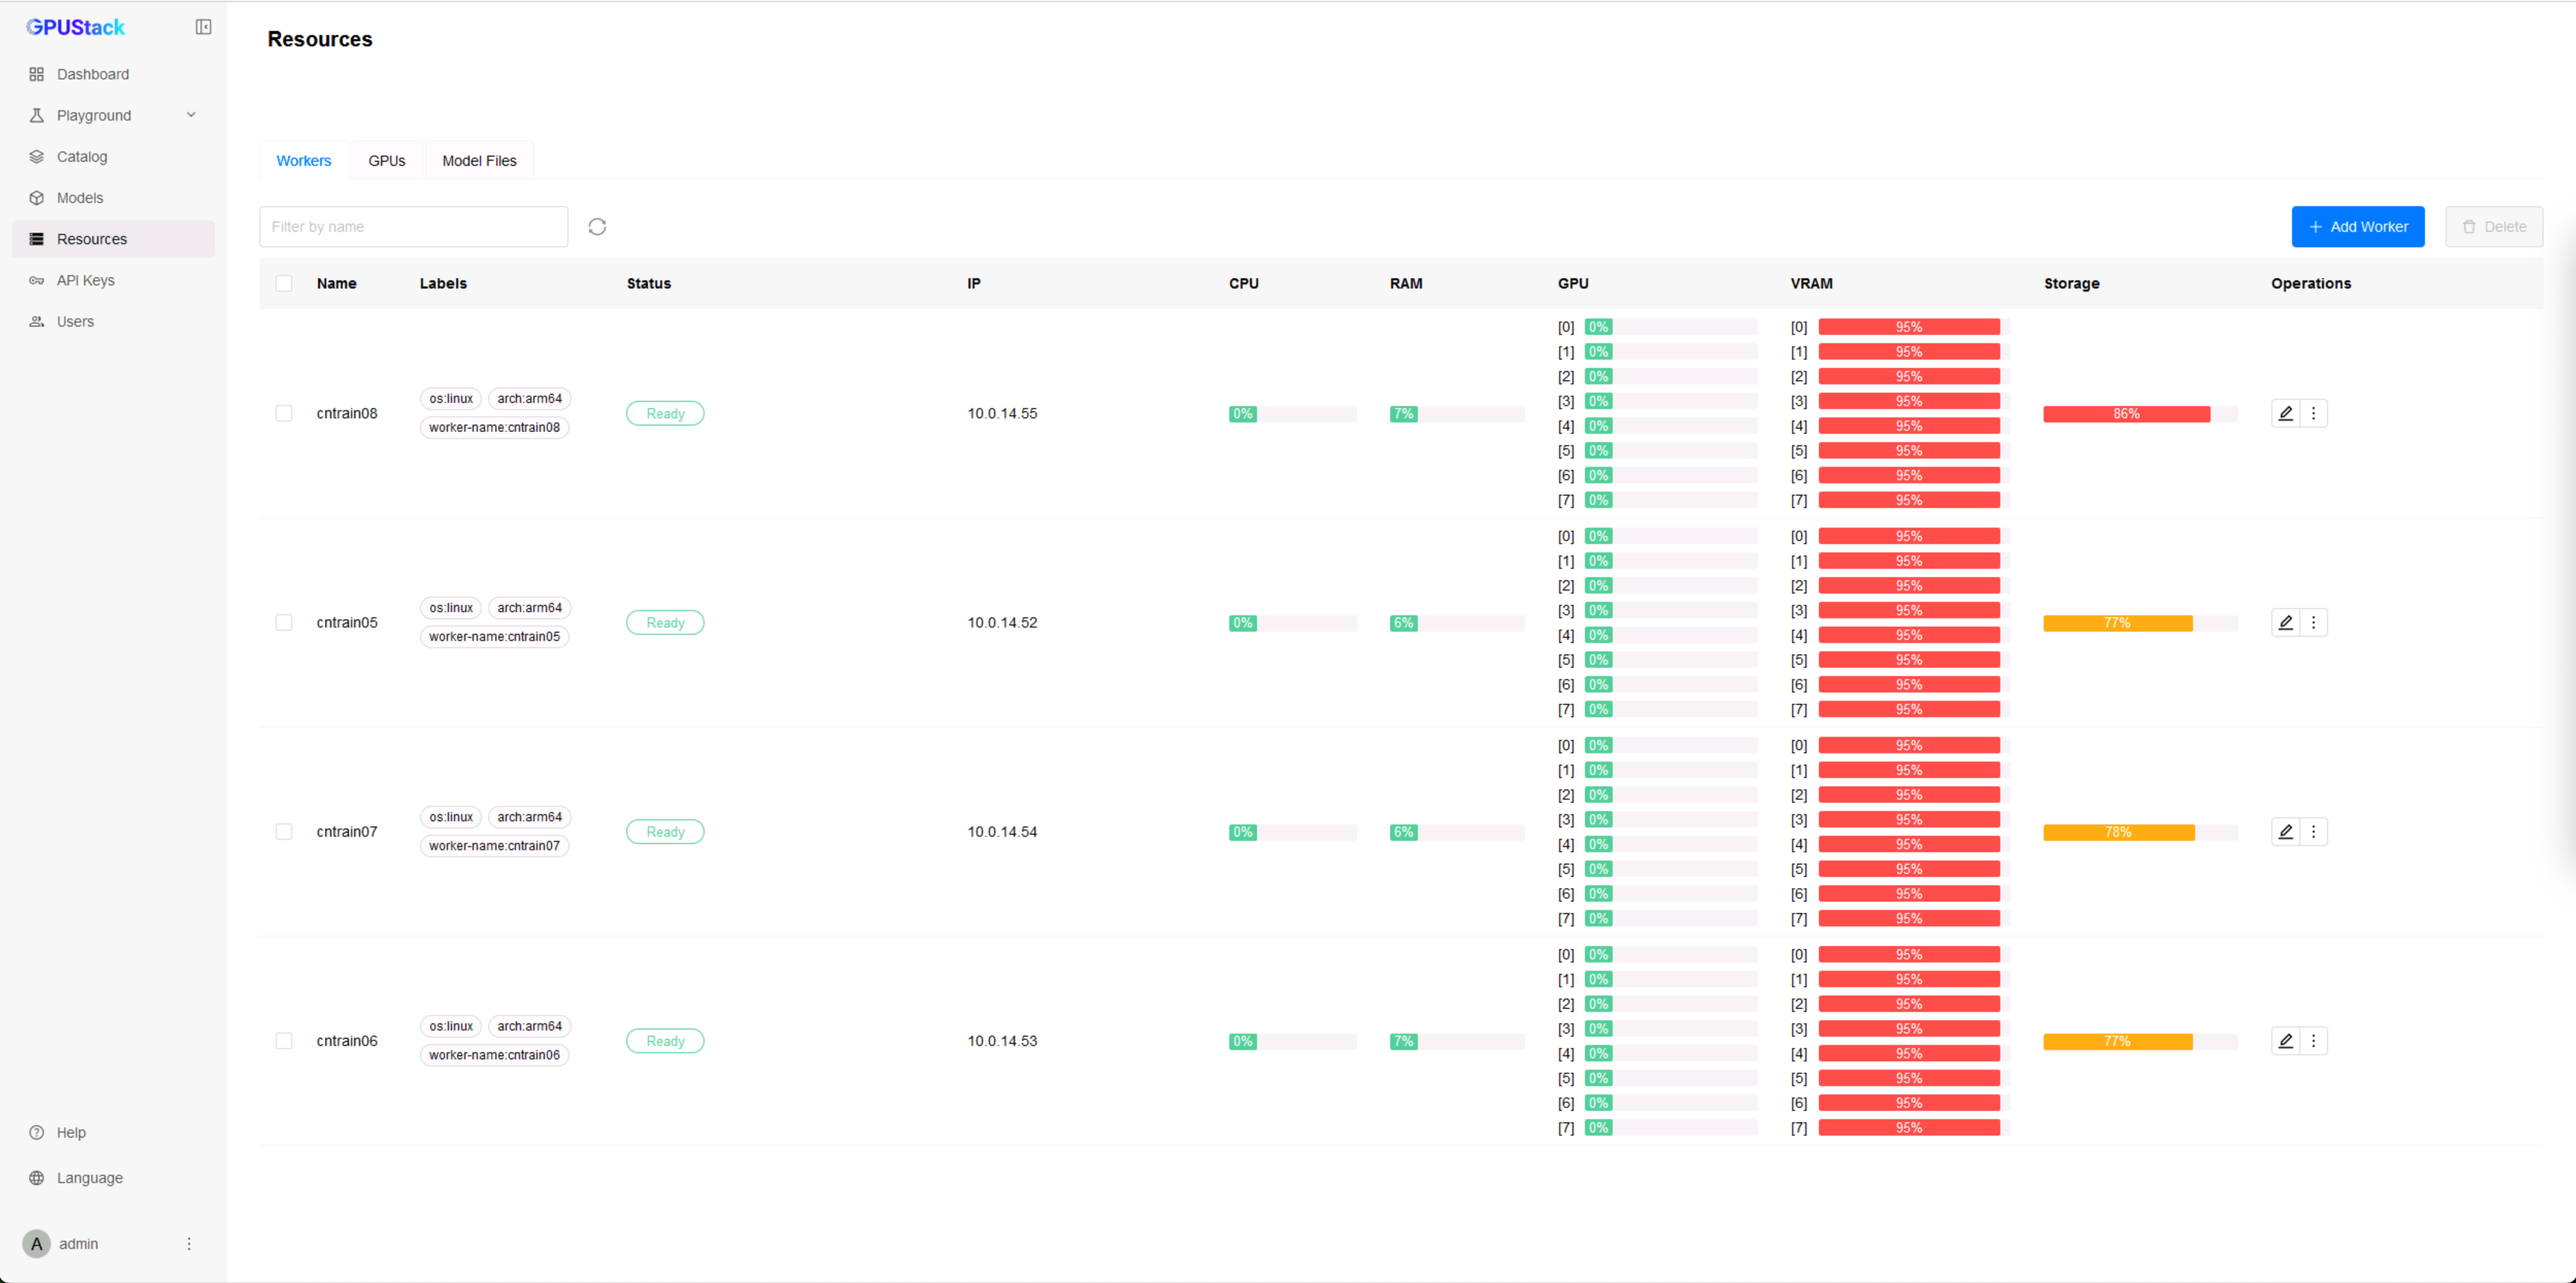 GPUStack
Dashboard
Playground
Catalog
Models
Resources
API Keys
Users
Help
Language
A admin
Resources
Workers GPUs Model Files
Filter by name
+ Add Worker Delete
Name Labels Status IP CPU RAM GPU VRAM Storage Operations
cntrain08 os:linux arch:arm64 worker-name:cntrain08 Ready 10.0.14.55 0% 7% 86%
[0] 0% [0] 95%
[1] 0% [1] 95%
[2] 0% [2] 95%
[3] 0% [3] 95%
[4] 0% [4] 95%
[5] 0% [5] 95%
[6] 0% [6] 95%
[7] 0% [7] 95%
cntrain05 os:linux arch:arm64 worker-name:cntrain05 Ready 10.0.14.52 0% 6% 77%
[0] 0% [0] 95%
[1] 0% [1] 95%
[2] 0% [2] 95%
[3] 0% [3] 95%
[4] 0% [4] 95%
[5] 0% [5] 95%
[6] 0% [6] 95%
[7] 0% [7] 95%
cntrain07 os:linux arch:arm64 worker-name:cntrain07 Ready 10.0.14.54 0% 6% 78%
[0] 0% [0] 95%
[1] 0% [1] 95%
[2] 0% [2] 95%
[3] 0% [3] 95%
[4] 0% [4] 95%
[5] 0% [5] 95%
[6] 0% [6] 95%
[7] 0% [7] 95%
cntrain06 os:linux arch:arm64 worker-name:cntrain06 Ready 10.0.14.53 0% 7% 77%
[0] 0% [0] 95%
[1] 0% [1] 95%
[2] 0% [2] 95%
[3] 0% [3] 95%
[4] 0% [4] 95%
[5] 0% [5] 95%
[6] 0% [6] 95%
[7] 0% [7] 95%